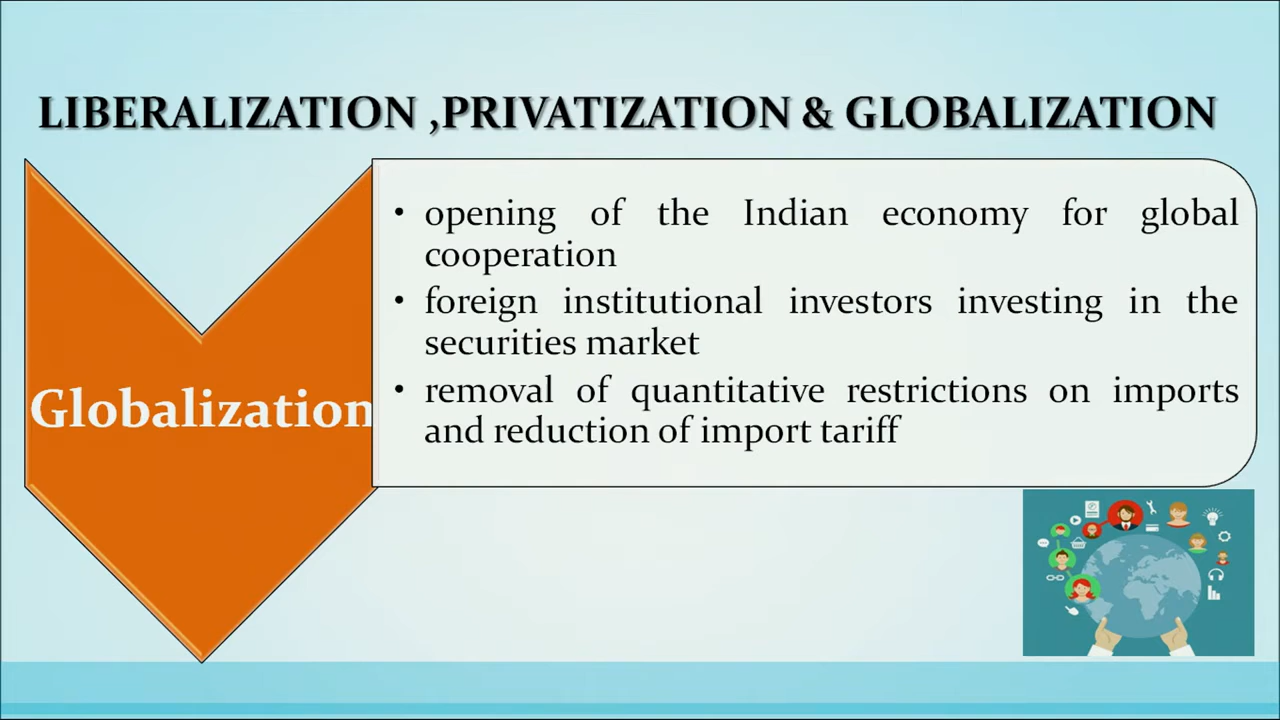 LIBERALIZATION ,PRIVATIZATION & GLOBALIZATION
Globalization
• opening of the Indian economy for global
cooperation
• foreign institutional investors investing in the
securities market
• removal of quantitative restrictions on imports
and reduction of import tariff